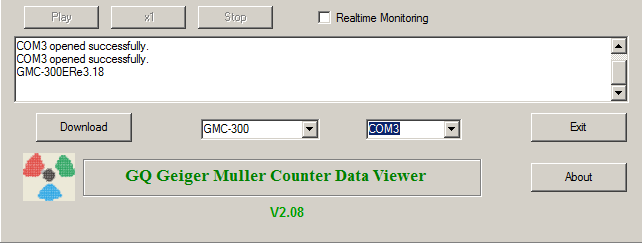 Play x1 Stop Realtime Monitoring
COM3 opened successfully.
COM3 opened successfully.
GMC-300ERe3.18
Download GMC-300 COM3 Exit
GQ Geiger Muller Counter Data Viewer About
V2.08